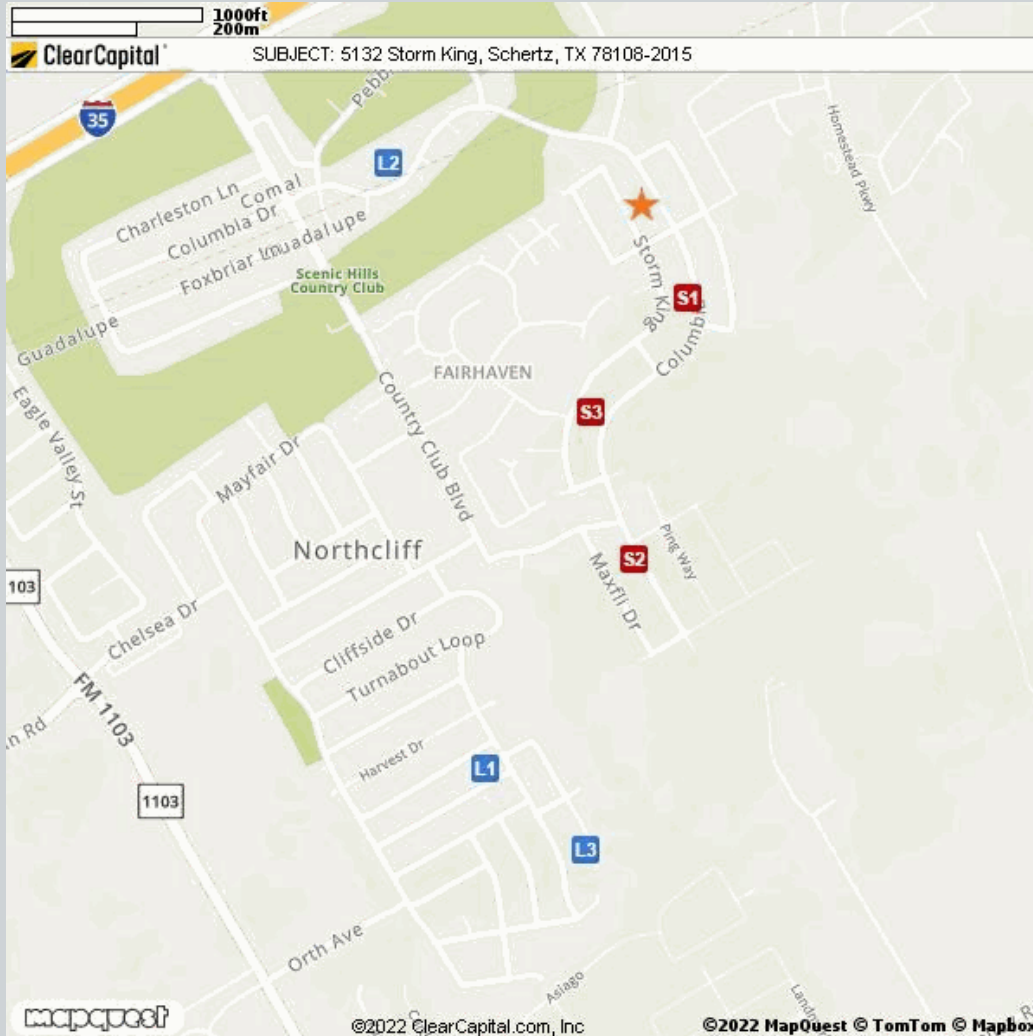 1000ft
200m
ClearCapital
SUBJECT: 5132 Storm King, Schertz, TX 78108-2015
35
L2
Homestead Pkwy
Charleston Ln
Comal
Columbia Dr
Foxbriar Ln
Guadalupe
Scenic Hills
Country Club
Storm King
S1
Guadalupe
FAIRHAVEN
S3
Eagle Valley St
Country Club Blvd
Mayfair Dr
Northcliff
S2
Ping Way
Maxfli Dr
103
Chelsea Dr
Cliffside Dr
Turnabout Loop
FM 1103
Rd
Harvest Dr
L1
1103
L3
Orth Ave
Asiago
mapquest
©2022 ClearCapital.com, Inc
©2022 MapQuest © TomTom © Mapbox